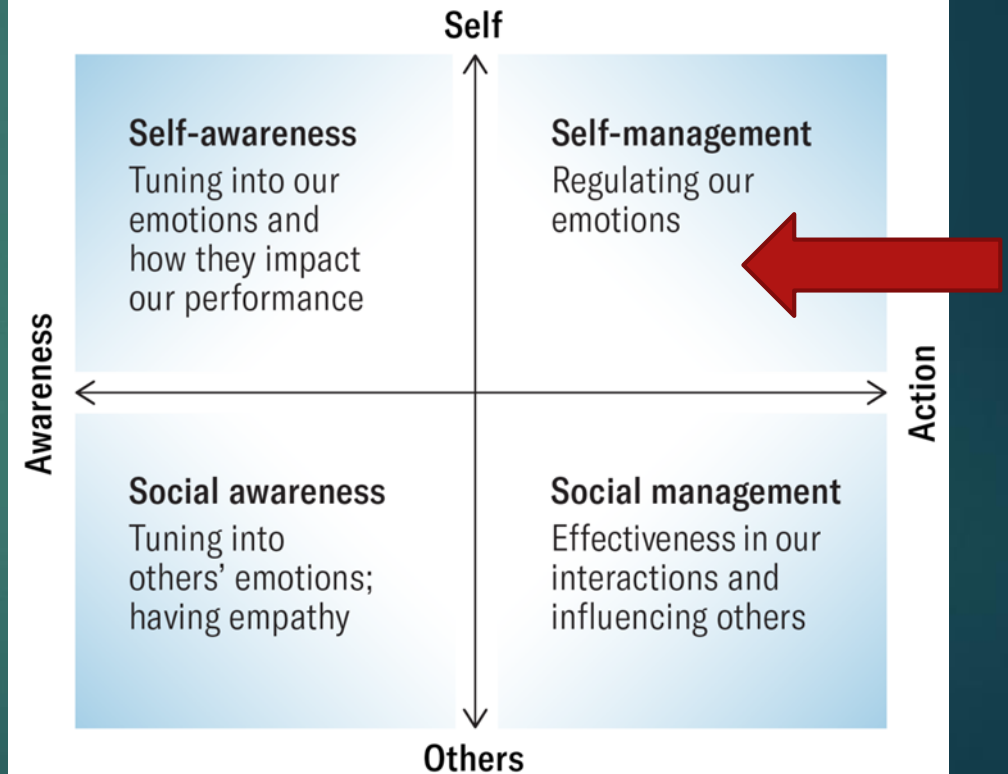 Self
Self-awareness
Tuning into our
emotions and
how they impact
our performance
Self-management
Regulating our
emotions
Awareness
Action
Social awareness
Tuning into
others’ emotions;
having empathy
Social management
Effectiveness in our
interactions and
influencing others
Others